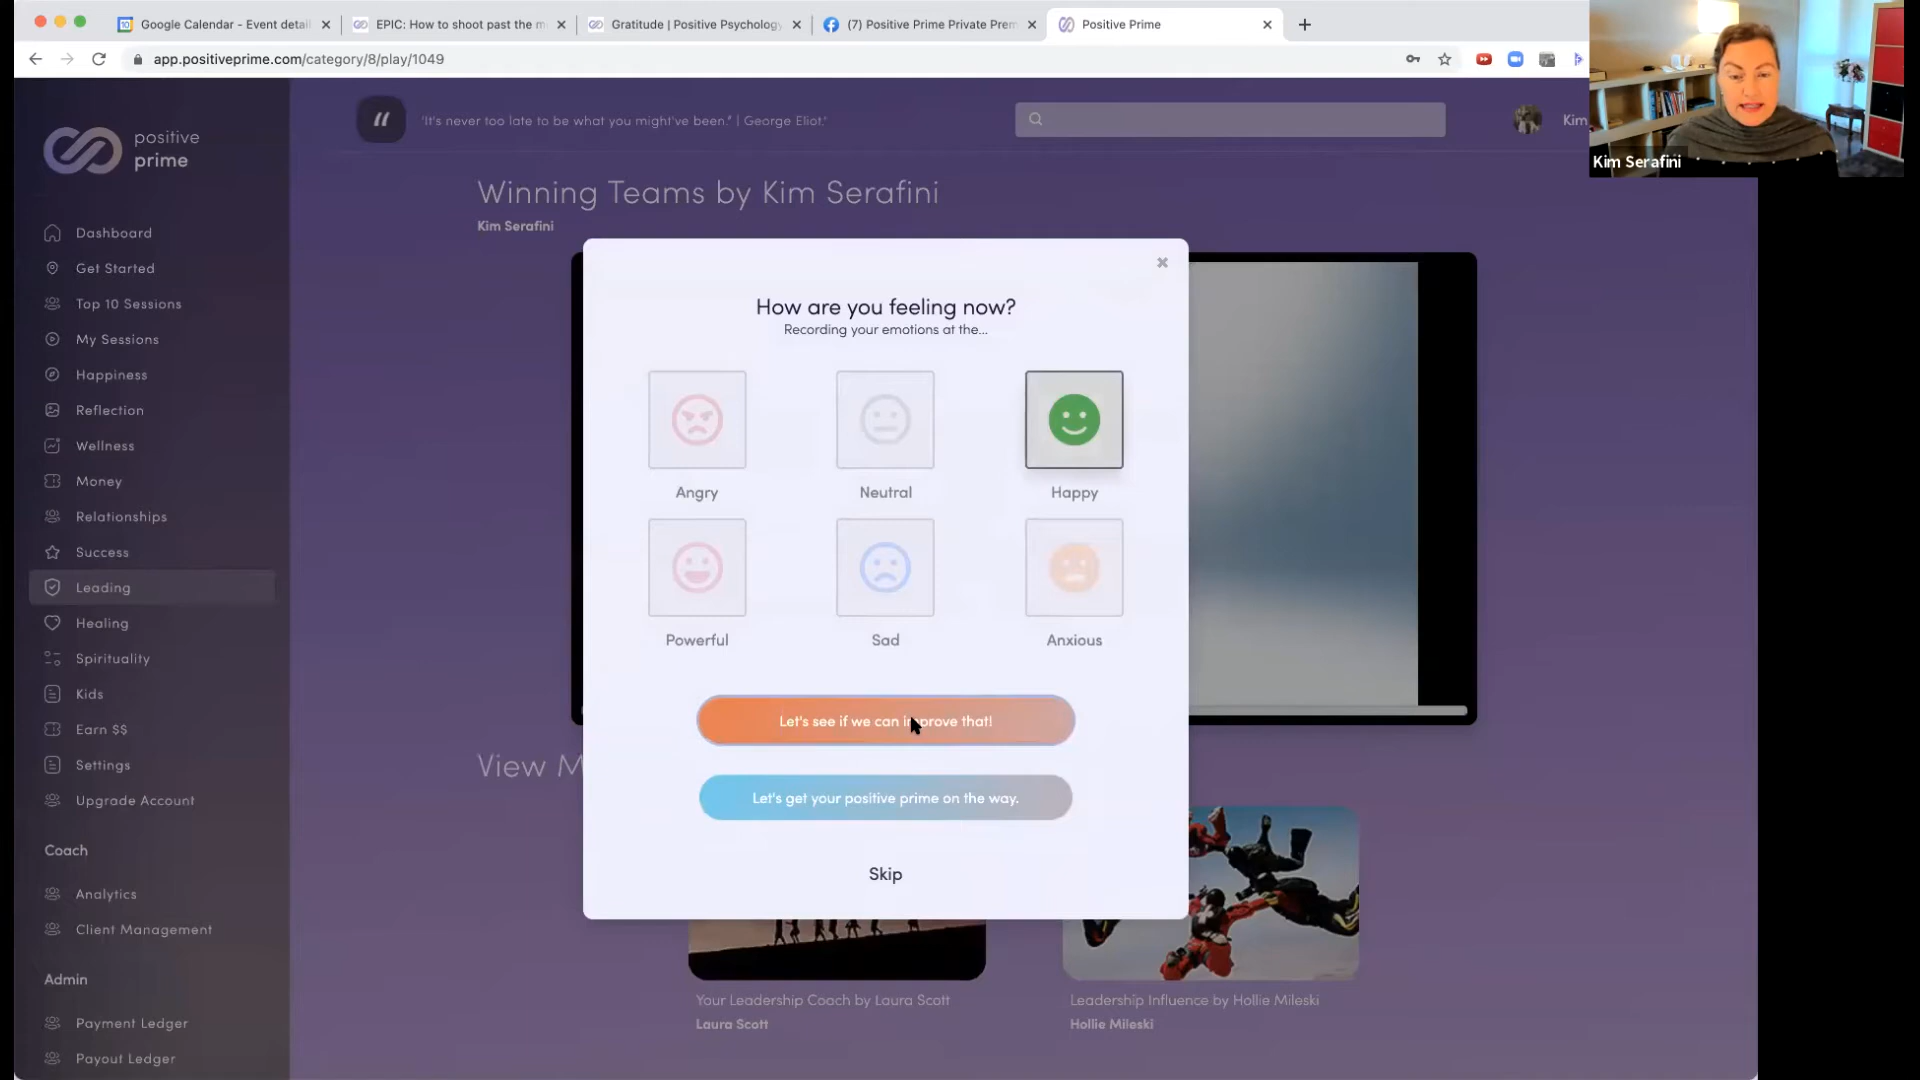 Google Calendar - Event detail
EPIC: How to shoot past the m
Gratitude | Positive Psychology
(7) Positive Prime Private Prem
Positive Prime
app.positiveprime.com/category/8/play/1049
positive
prime
"
'It's never too late to be what you might've been." | George Eliot.'
Kim
Kim Serafini
Dashboard
Get Started
Top 10 Sessions
My Sessions
Happiness
Reflection
Wellness
Money
Relationships
Success
Leading
Healing
Spirituality
Kids
Earn $$
Settings
Upgrade Account
Coach
Analytics
Client Management
Admin
Payment Ledger
Payout Ledger
Winning Teams by Kim Serafini
Kim Serafini
How are you feeling now?
Recording your emotions at the...
Angry
Neutral
Happy
Powerful
Sad
Anxious
Let's see if we can improve that!
Let's get your positive prime on the way.
Skip
View M
Your Leadership Coach by Laura Scott
Laura Scott
Leadership Influence by Hollie Mileski
Hollie Mileski